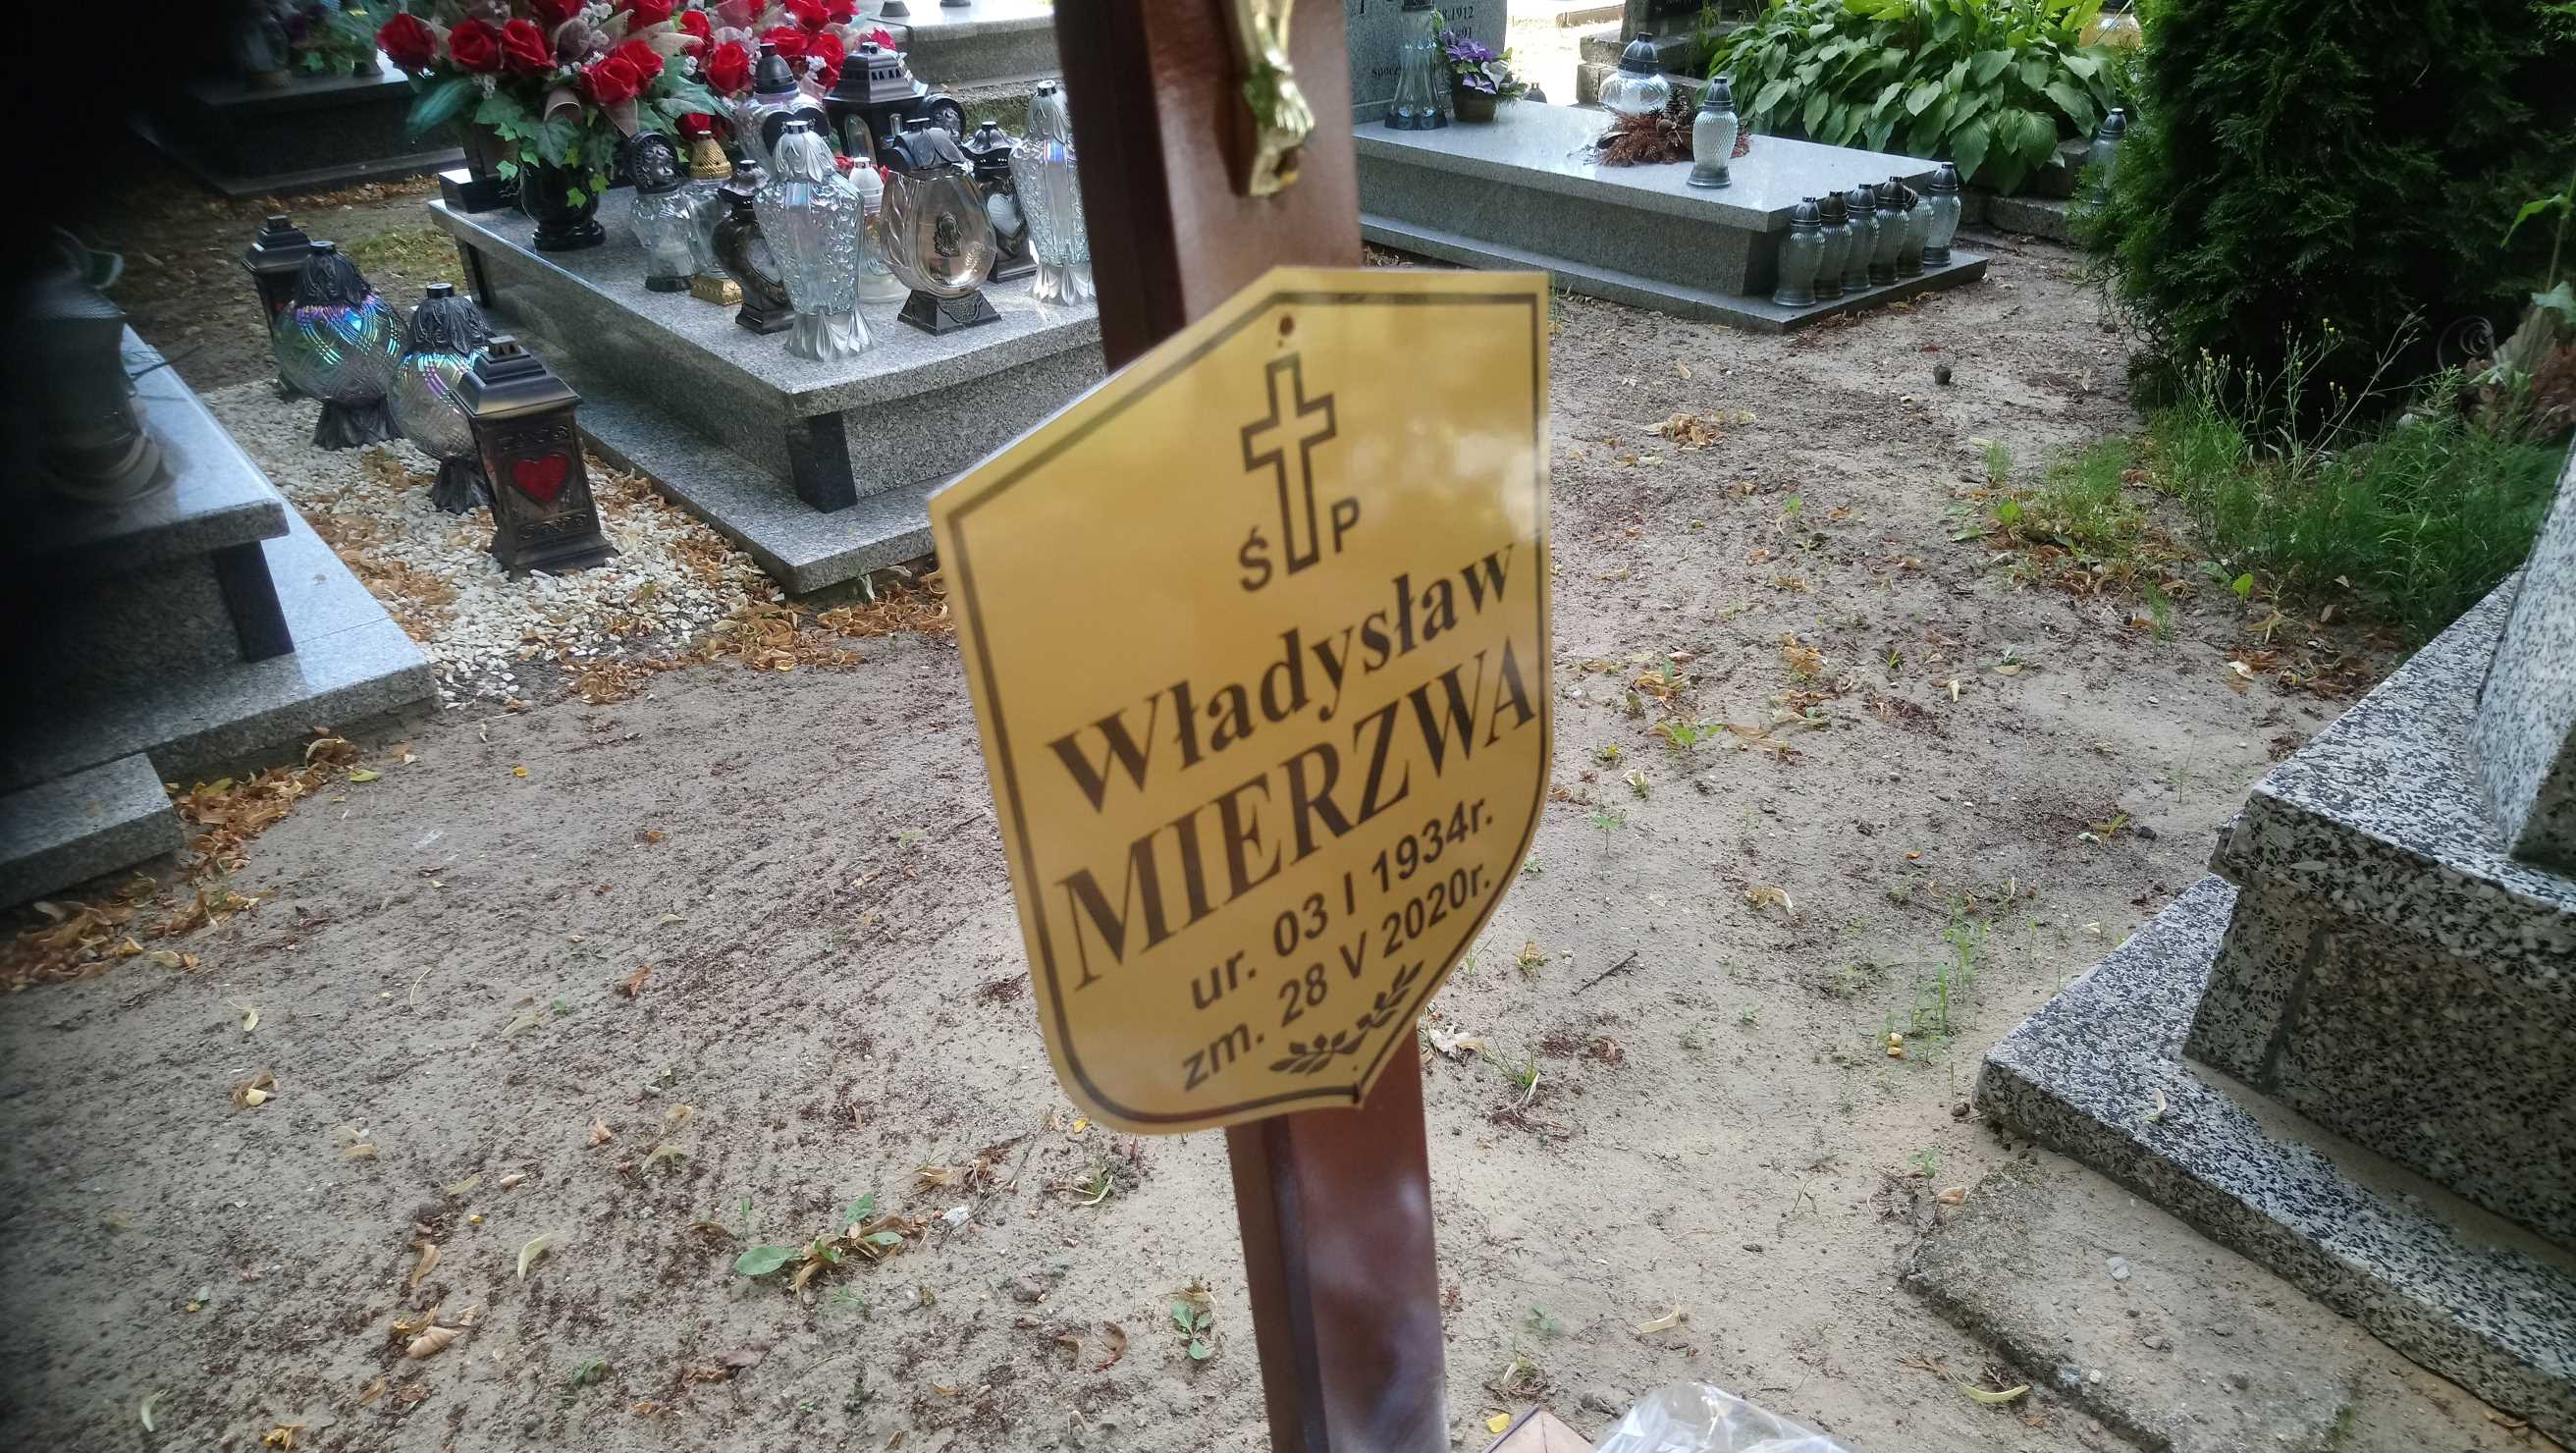 Ś P
Władysław
MIERZWA
ur. 03 I 1934r.
zm. 28 V 2020r.